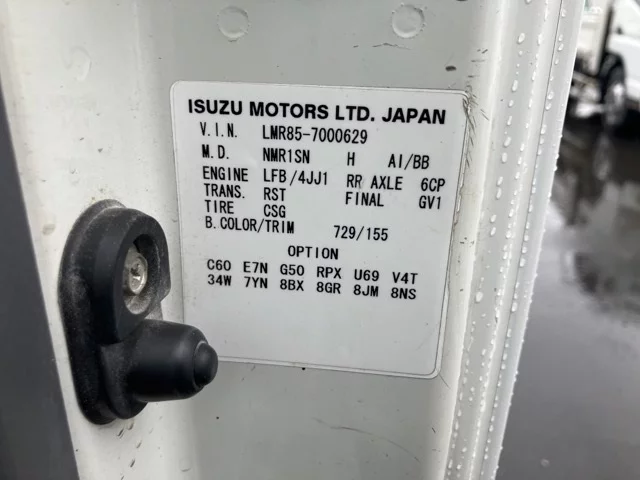 ISUZU MOTORS LTD. JAPAN
V.I.N. LMR85-7000629
M.D. NMR1SN H AI/BB
ENGINE LFB/4JJ1 RR AXLE 6CP
TRANS. RST FINAL GV1
TIRE CSG
B.COLOR/TRIM 729/155
OPTION
C60 E7N G50 RPX U69 V4T
34W 7YN 8BX 8GR 8JM 8NS